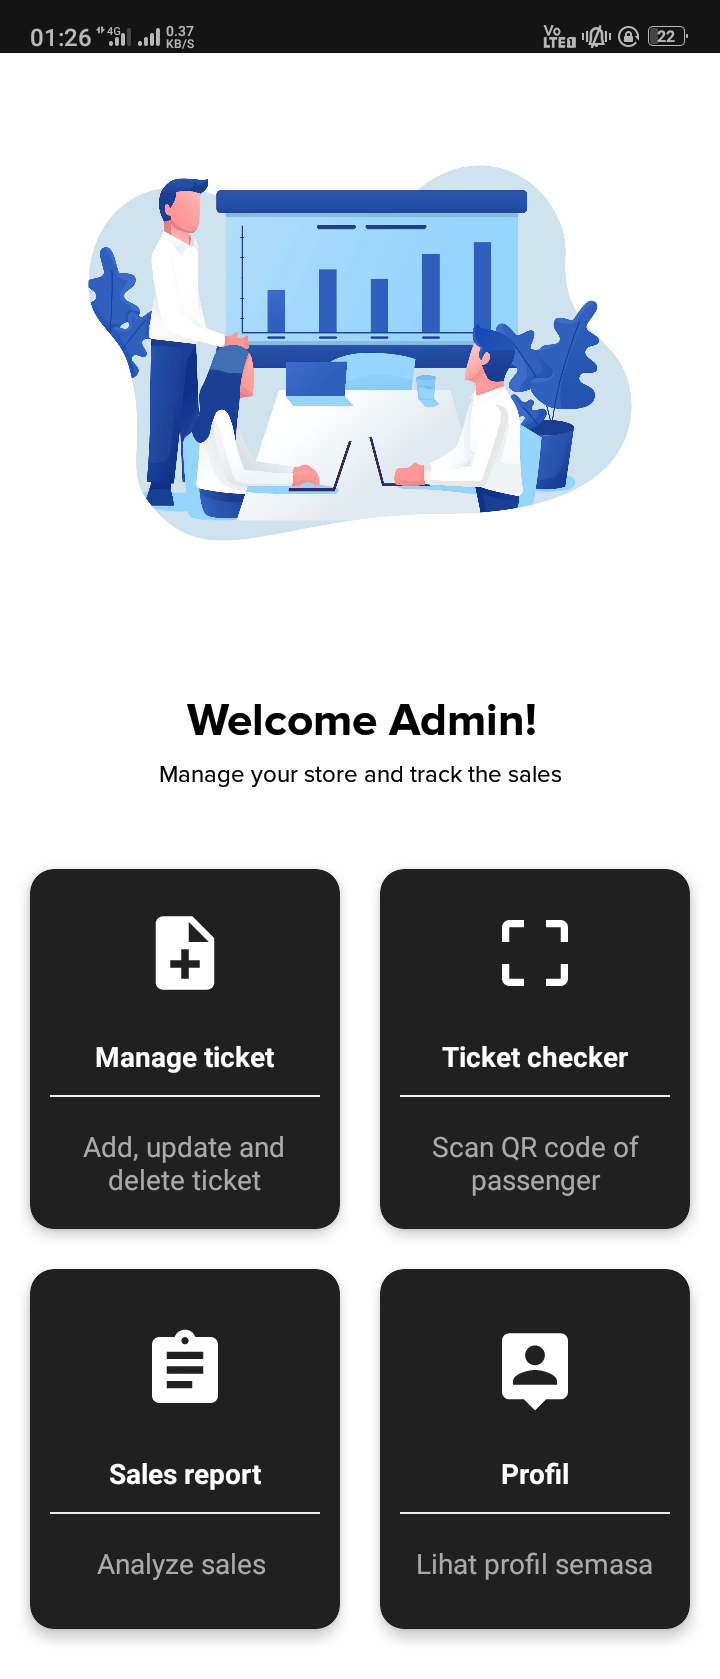 01:26 4G 0.37 KB/S Vo LTE1 22
Welcome Admin!
Manage your store and track the sales
Manage ticket
Add, update and
delete ticket
Ticket checker
Scan QR code of
passenger
Sales report
Analyze sales
Profil
Lihat profil semasa